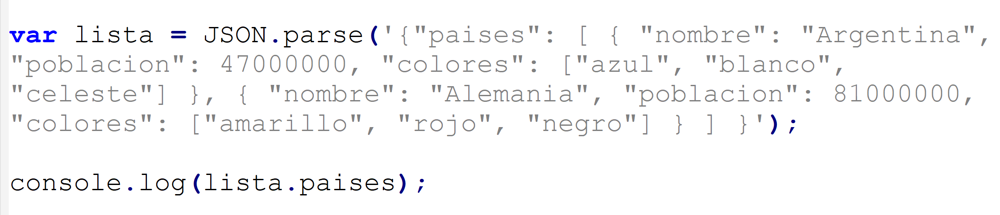 var lista = JSON.parse('{"paises": [ { "nombre": "Argentina",
"poblacion": 47000000, "colores": ["azul", "blanco",
"celeste"] }, { "nombre": "Alemania", "poblacion": 81000000,
"colores": ["amarillo", "rojo", "negro"] } ] }');
console.log(lista.paises);